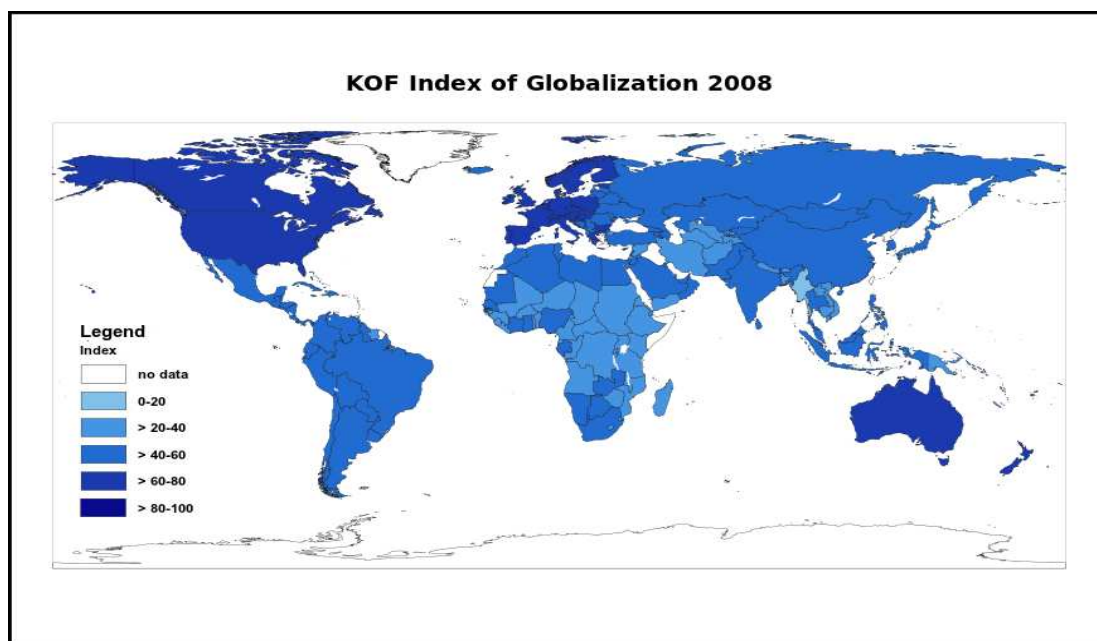 KOF Index of Globalization 2008
Legend
Index
no data
0-20
> 20-40
> 40-60
> 60-80
> 80-100